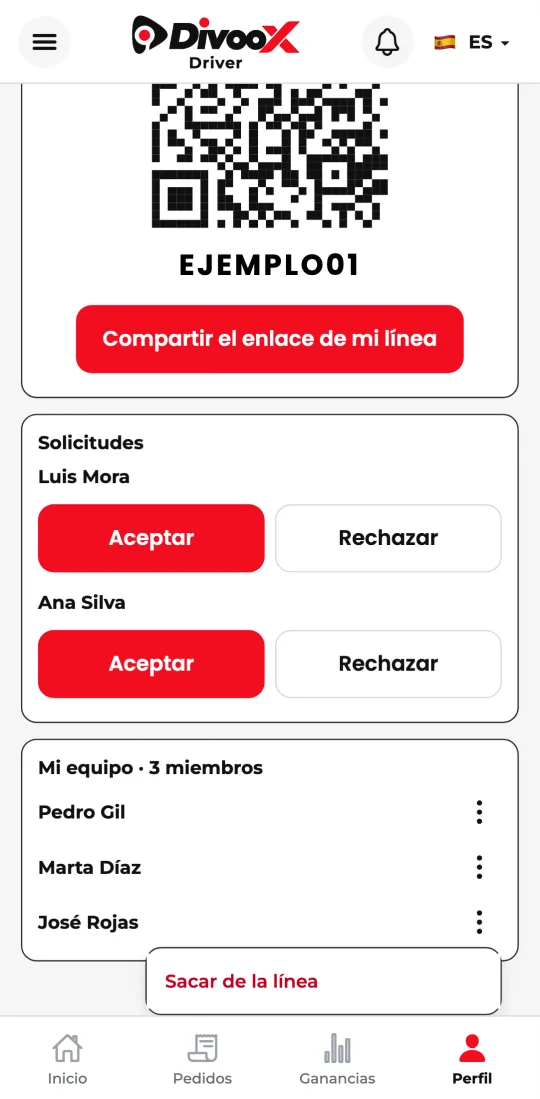 DivooX
Driver
ES
EJEMPLO01
Compartir el enlace de mi línea
Solicitudes
Luis Mora
Aceptar
Rechazar
Ana Silva
Aceptar
Rechazar
Mi equipo · 3 miembros
Pedro Gil
Marta Díaz
José Rojas
Sacar de la línea
Inicio
Pedidos
Ganancias
Perfil